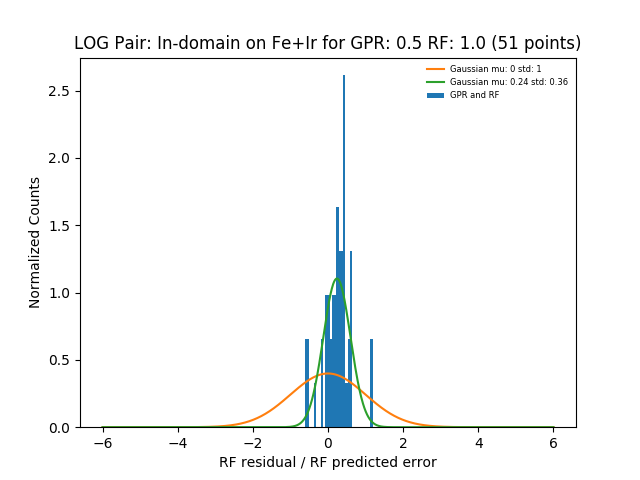 LOG Pair: In-domain on Fe+Ir for GPR: 0.5 RF: 1.0 (51 points)
Gaussian mu: 0 std: 1
Gaussian mu: 0.24 std: 0.36
GPR and RF
Normalized Counts
2.5
2.0
1.5
1.0
0.5
0.0
−6 −4 −2 0 2 4 6
RF residual / RF predicted error